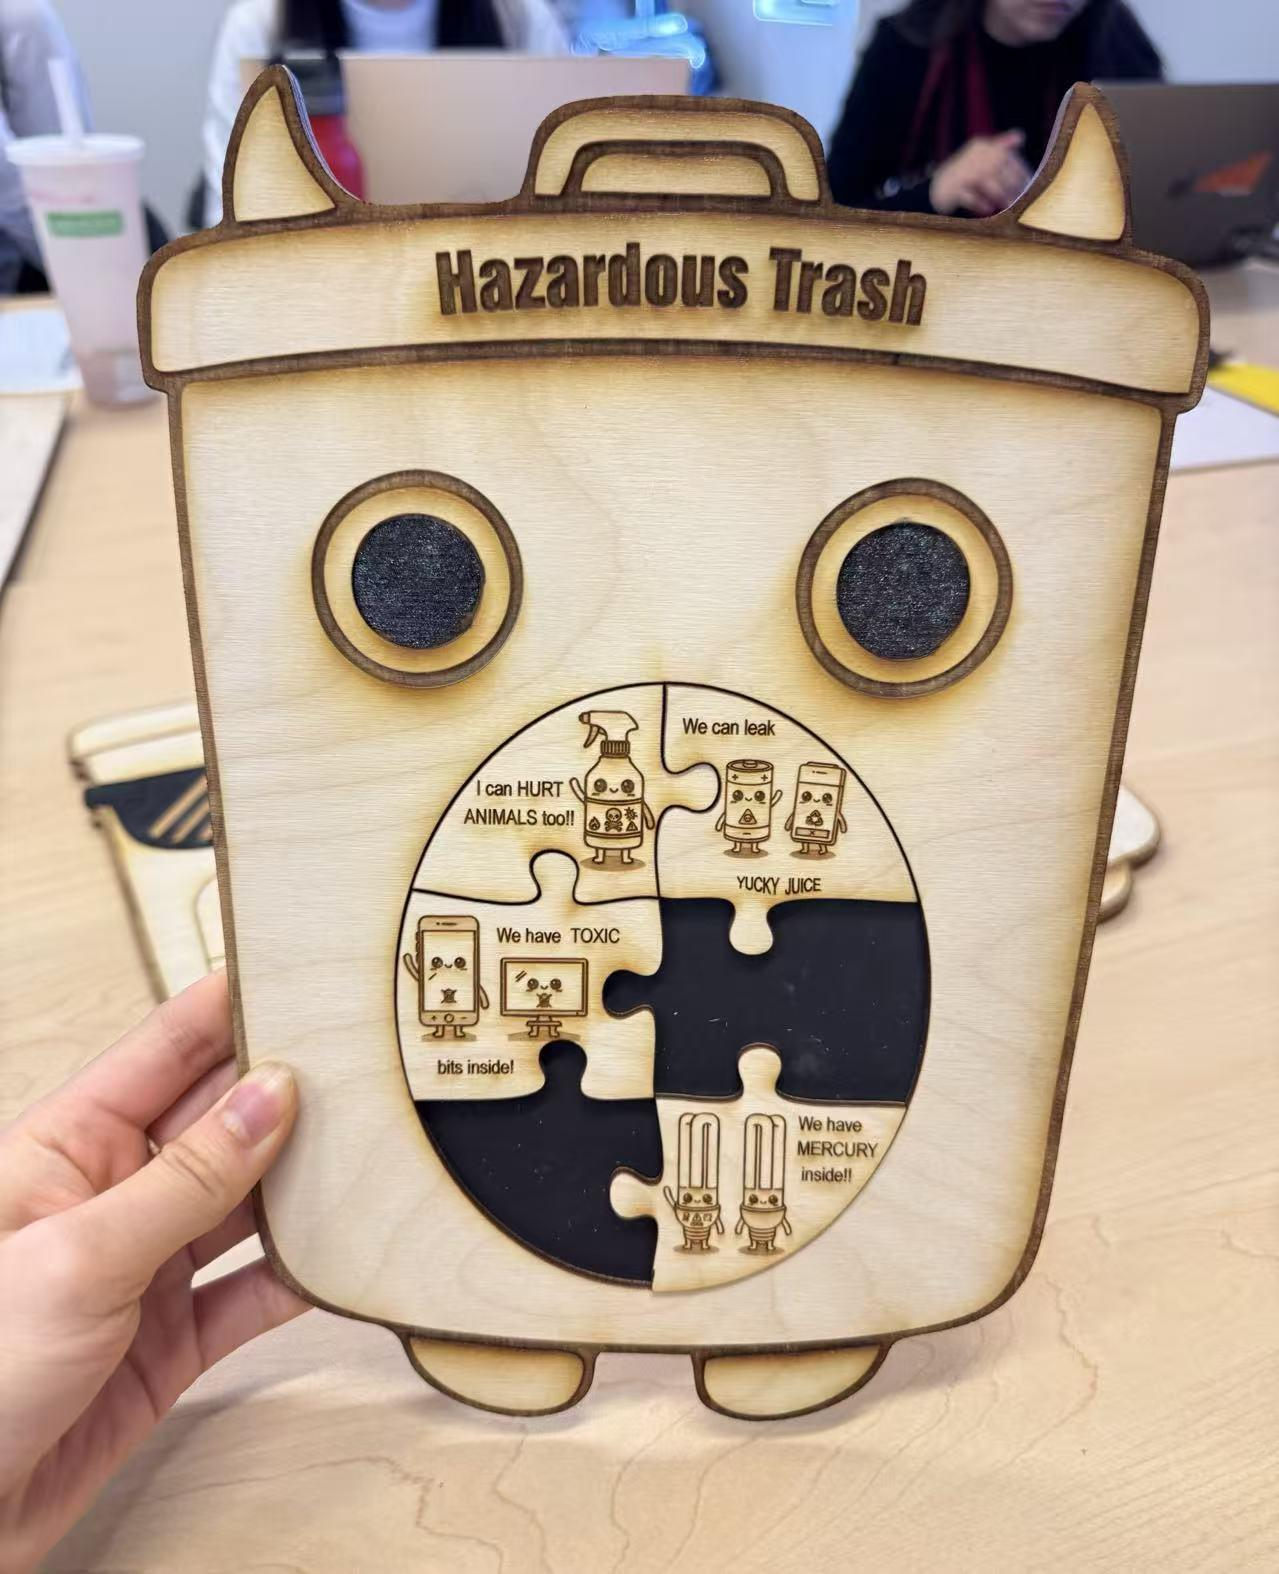 Hazardous Trash
I can HURT
ANIMALS too!!
We can leak
YUCKY JUICE
We have TOXIC
bits inside!
We have
MERCURY
inside!!